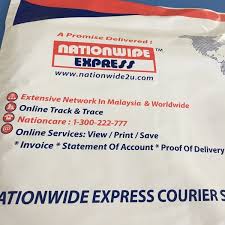 A Promise Delivered :
NATIONWIDE
EXPRESS™
www.nationwide2u.com
Extensive Network In Malaysia & Worldwide
Online Track & Trace
Nationcare : 1-300-222-777
Online Services: View / Print / Save
* Invoice * Statement Of Account * Proof Of Delivery
ATIONWIDE EXPRESS COURIER S